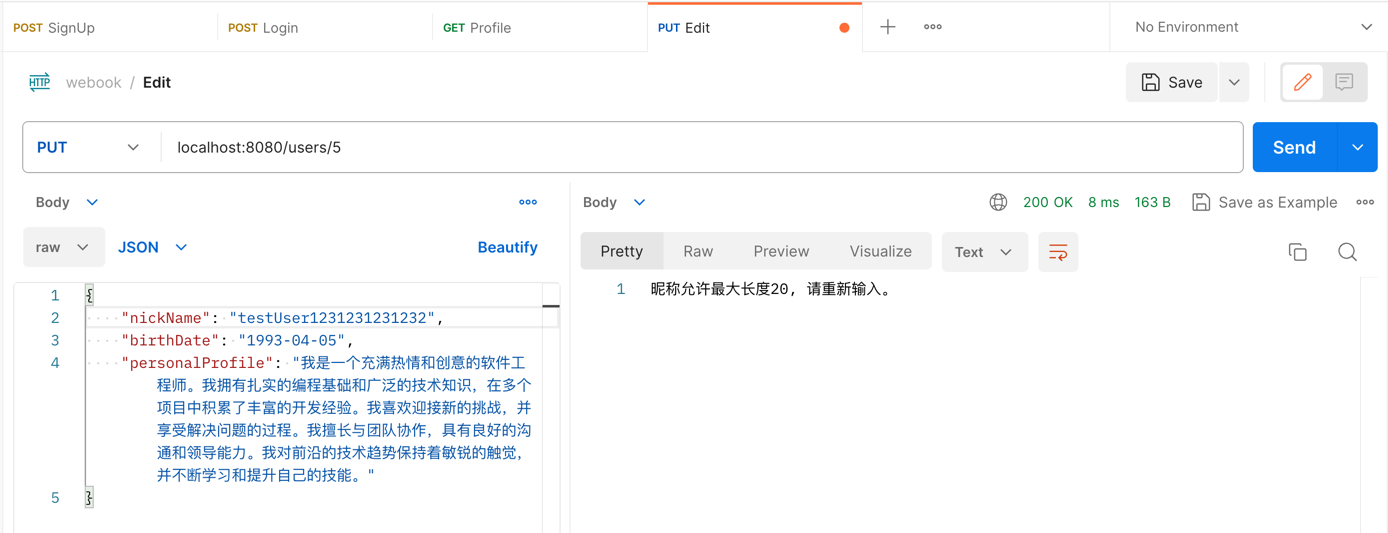 POST SignUp
POST Login
GET Profile
PUT Edit
No Environment
HTTP
webook / Edit
Save
PUT
localhost:8080/users/5
Send
Body
Body
200 OK 8 ms 163 B
Save as Example
raw
JSON
Beautify
Pretty
Raw
Preview
Visualize
Text
1 {
2 "nickName": "testUser1231231231232",
3 "birthDate": "1993-04-05",
4 "personalProfile": "我是一个充满热情和创意的软件工
程师。我拥有扎实的编程基础和广泛的技术知识，在多个
项目中积累了丰富的开发经验。我喜欢迎接新的挑战，并
享受解决问题的过程。我擅长与团队协作，具有良好的沟
通和领导能力。我对前沿的技术趋势保持着敏锐的触觉，
并不断学习和提升自己的技能。"
5 }
1 昵称允许最大长度20, 请重新输入。